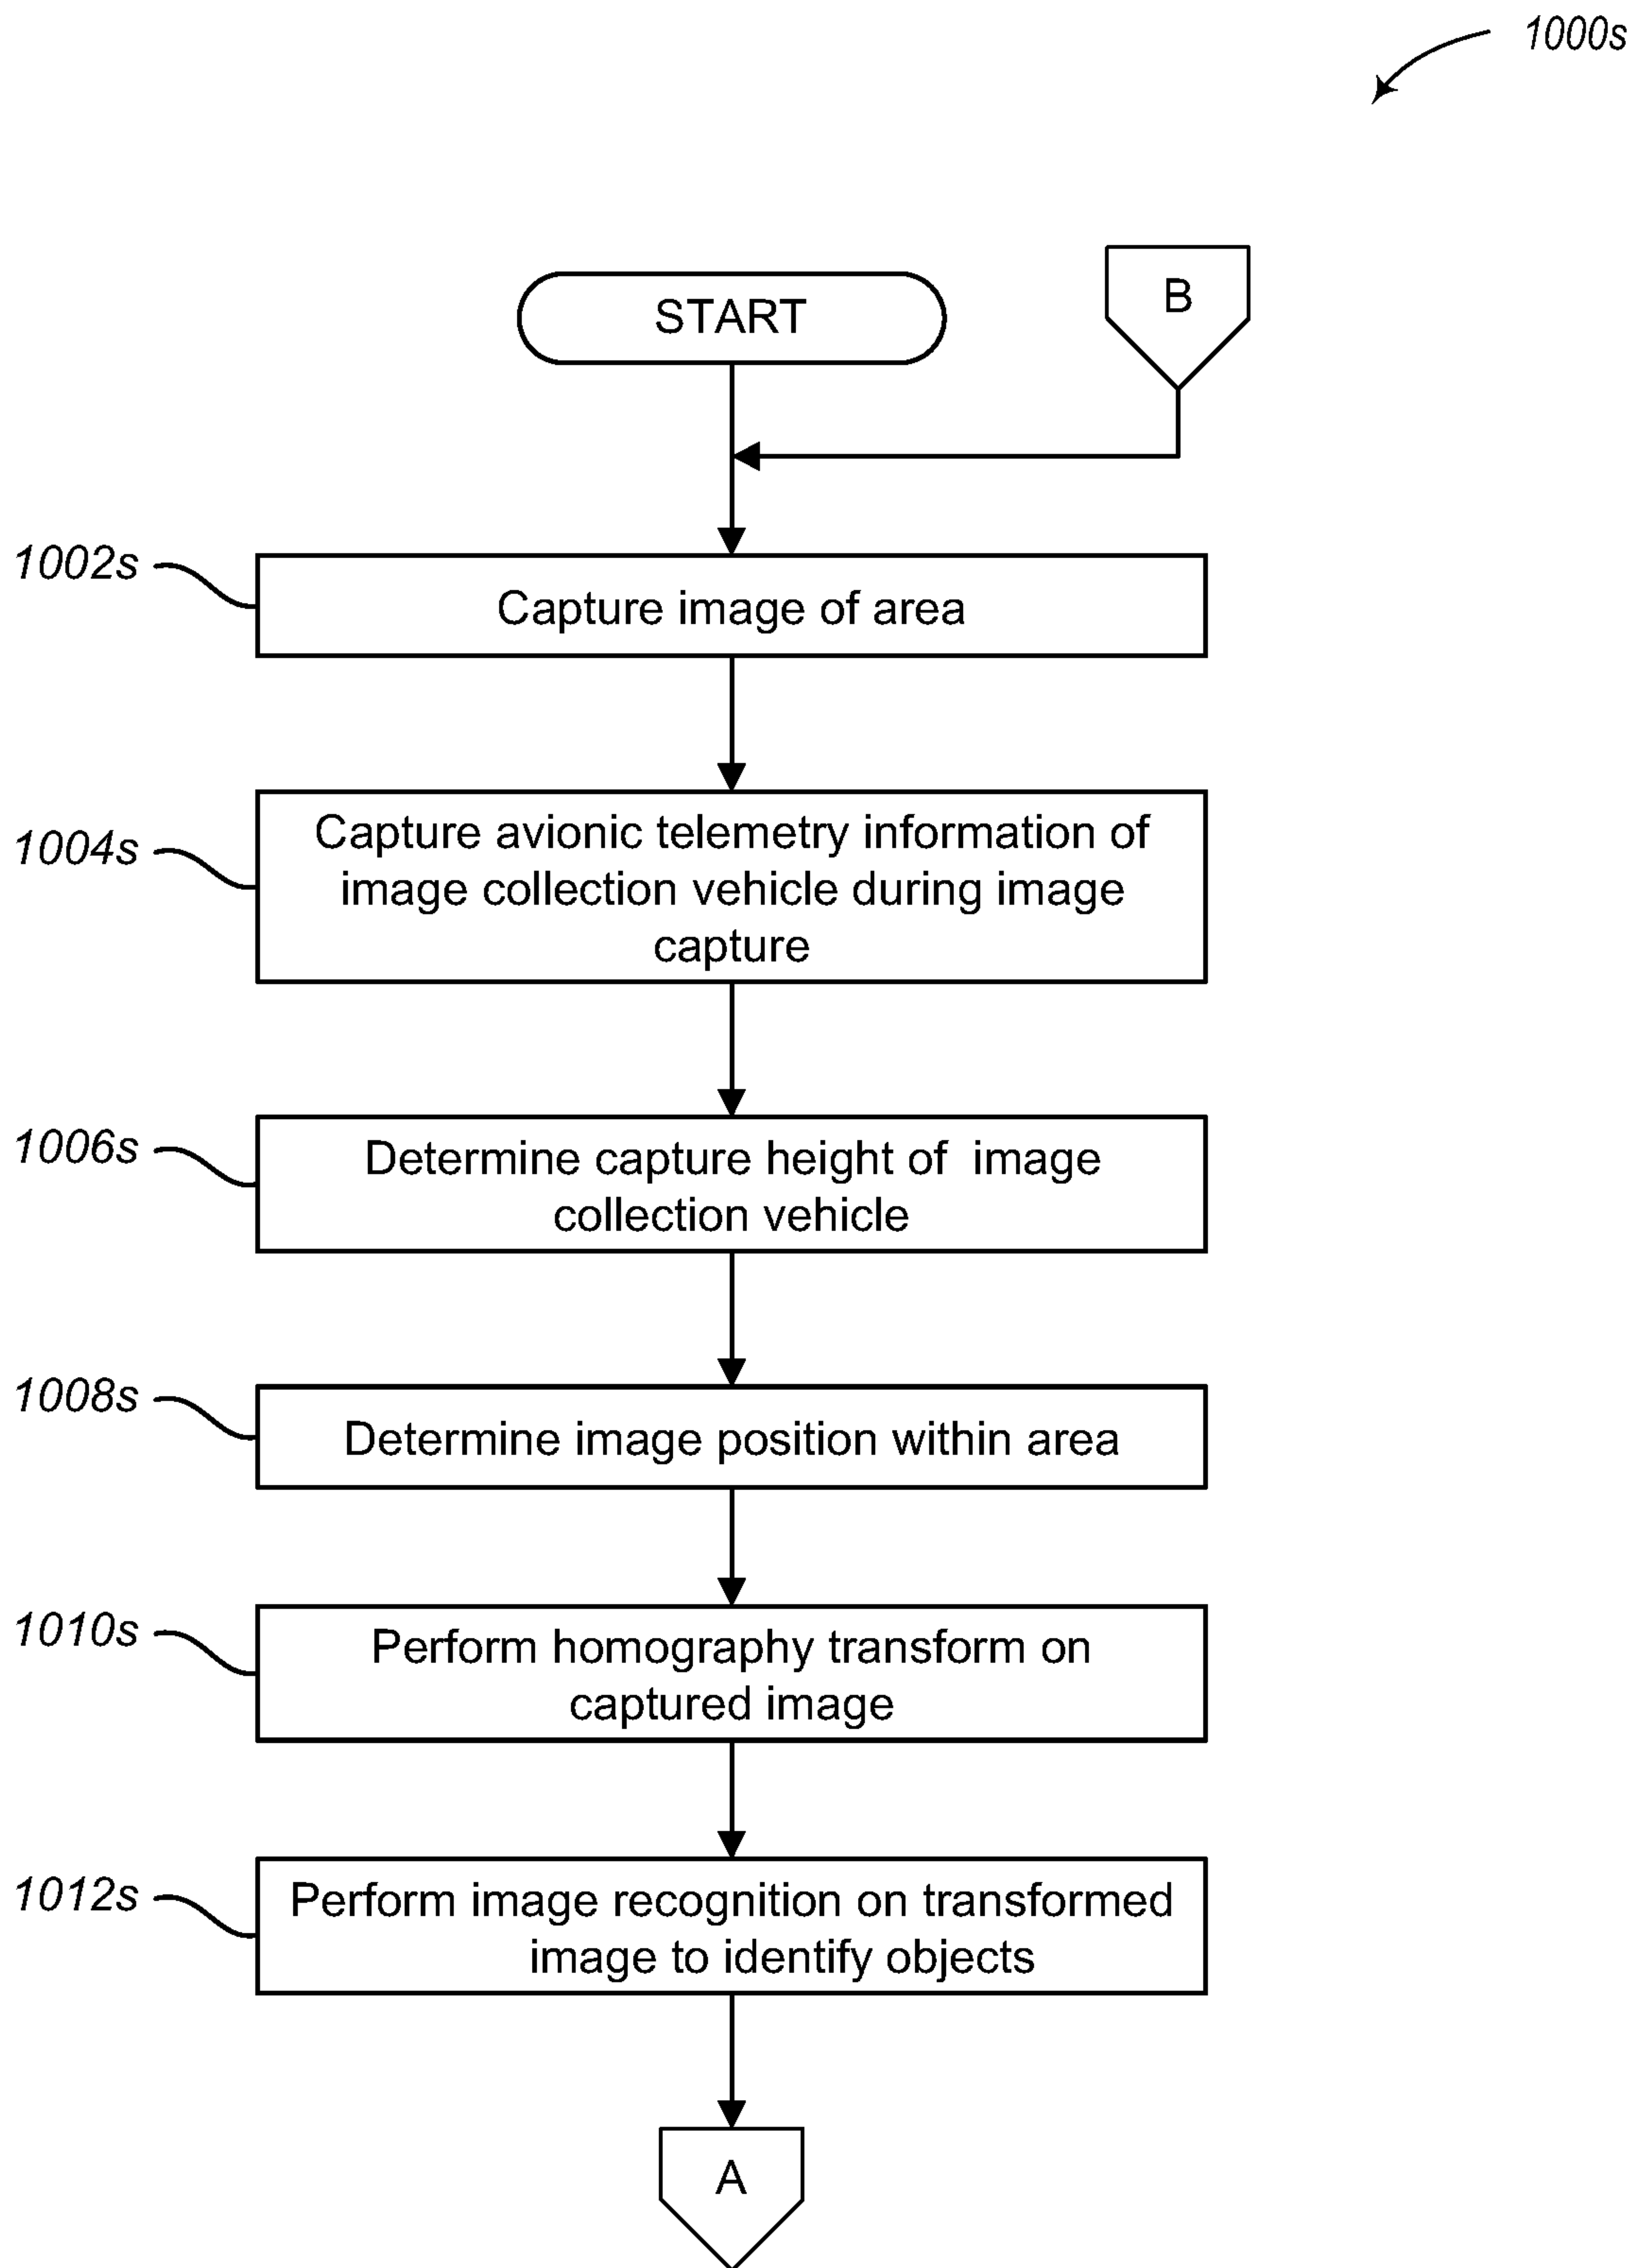 1000s
START
B
1002s
Capture image of area
1004s
Capture avionic telemetry information of
image collection vehicle during image
capture
1006s
Determine capture height of image
collection vehicle
1008s
Determine image position within area
1010s
Perform homography transform on
captured image
1012s
Perform image recognition on transformed
image to identify objects
A